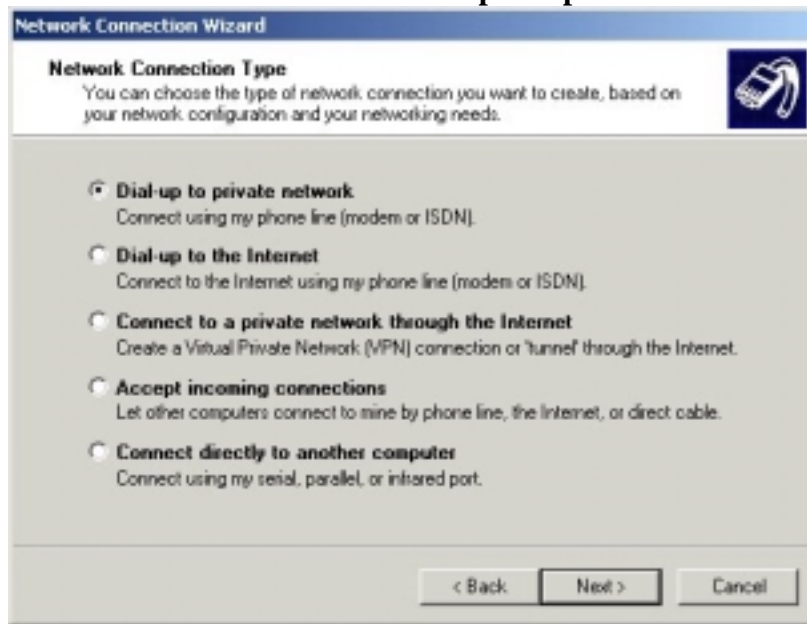 Network Connection Wizard
Network Connection Type
You can choose the type of network connection you want to create, based on
your network configuration and your networking needs.
Dial-up to private network
Connect using my phone line (modem or ISDN).
Dial-up to the Internet
Connect to the Internet using my phone line (modem or ISDN).
Connect to a private network through the Internet
Create a Virtual Private Network (VPN) connection or 'tunnel' through the Internet.
Accept incoming connections
Let other computers connect to mine by phone line, the Internet, or direct cable.
Connect directly to another computer
Connect using my serial, parallel, or infrared port.
< Back Next > Cancel